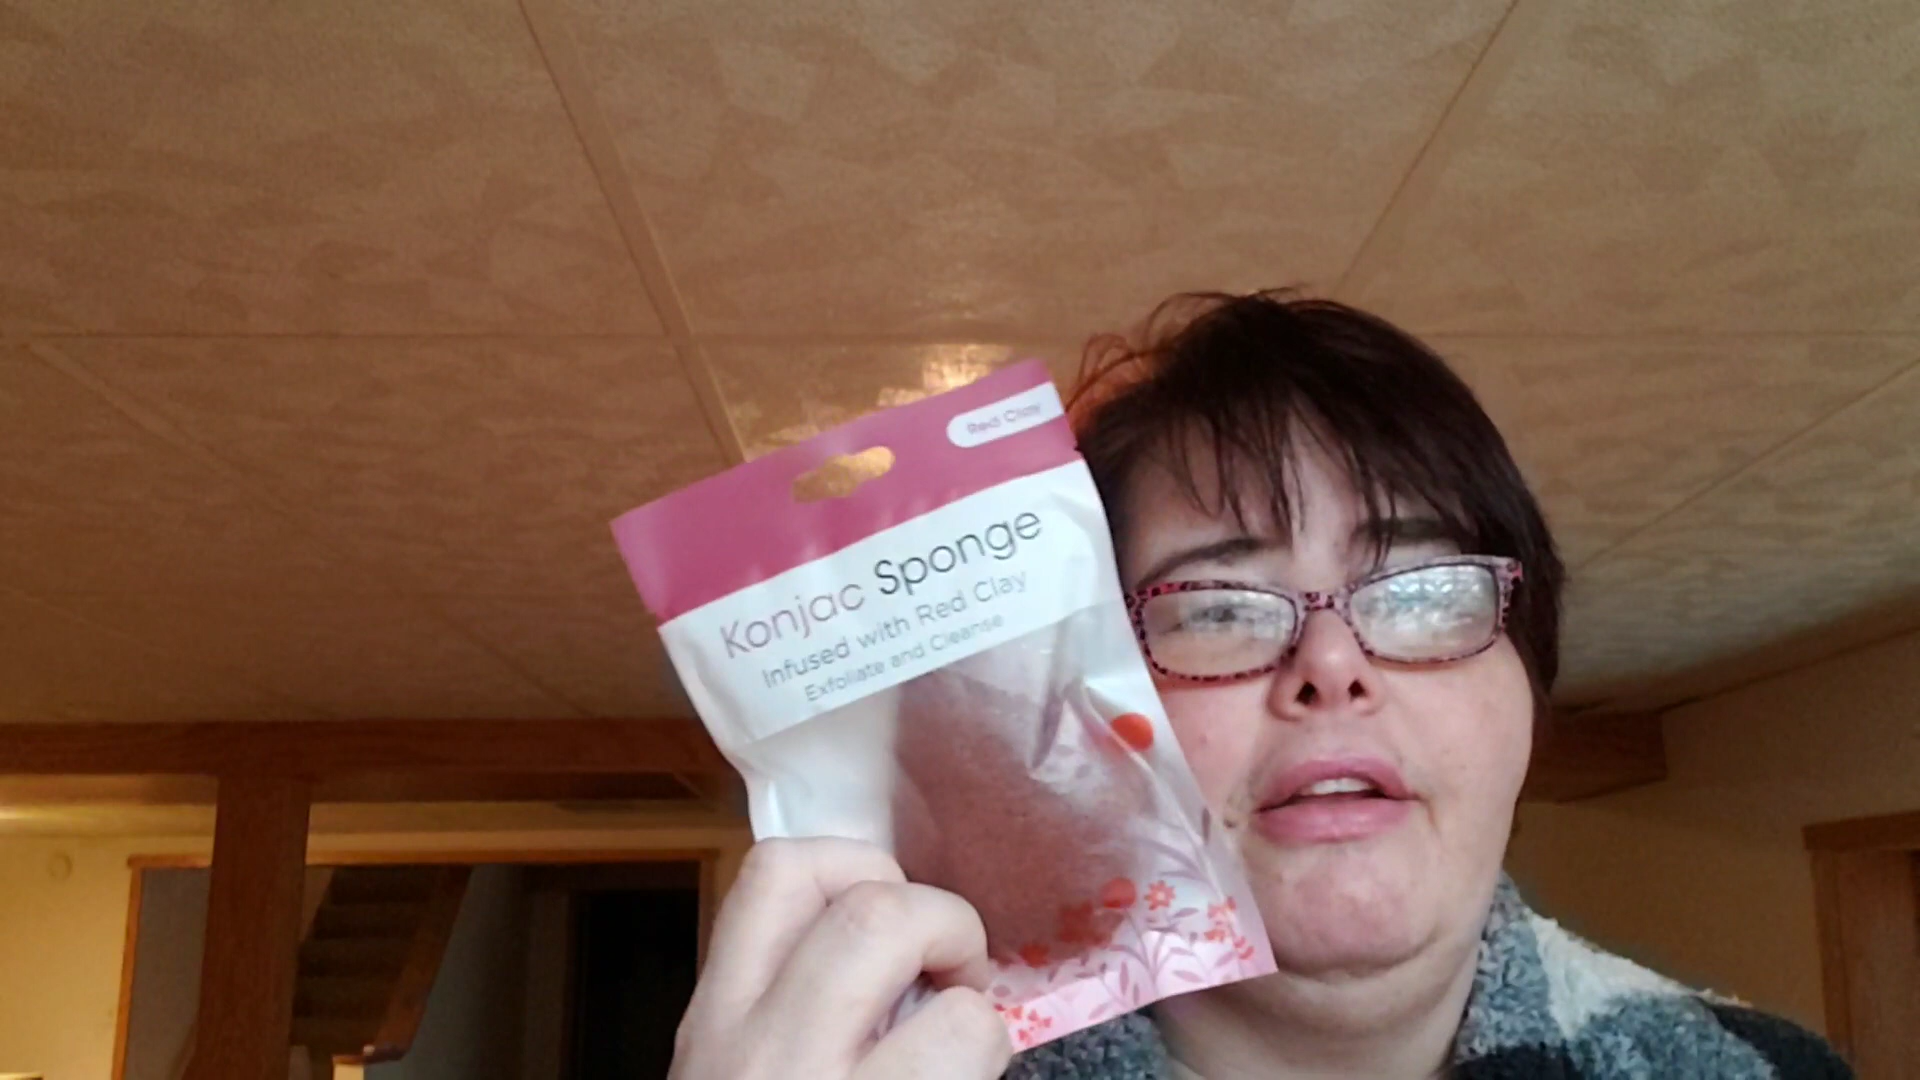 Red Clay
Konjac Sponge
Infused with Red Clay
Exfoliate and Cleanse